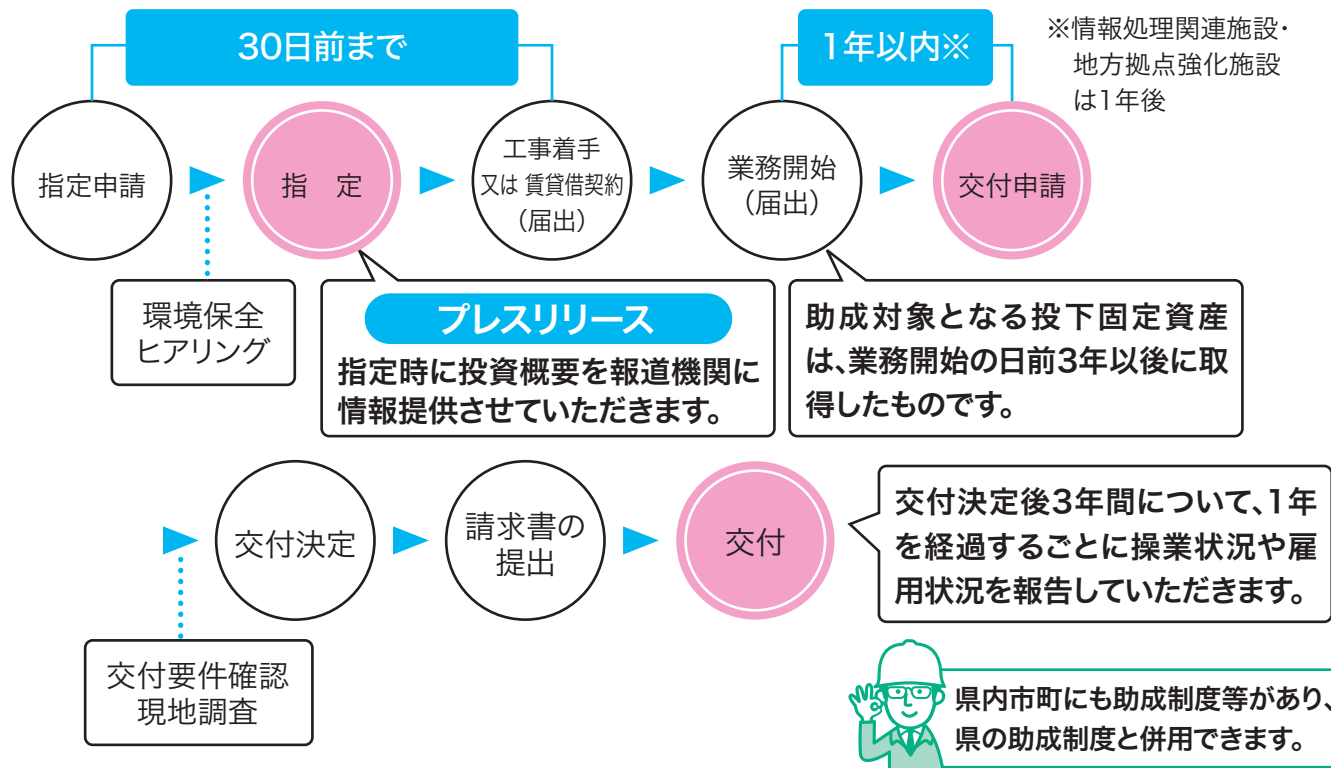 30日前まで
1年以内※
※情報処理関連施設・
地方拠点強化施設
は1年後
指定申請
指　定
工事着手
又は 賃貸借契約
（届出）
業務開始
（届出）
交付申請
環境保全
ヒアリング
プレスリリース
指定時に投資概要を報道機関に
情報提供させていただきます。
助成対象となる投下固定資産
は、業務開始の日前3年以後に取
得したものです。
交付決定
請求書の
提出
交付
交付決定後3年間について、1年
を経過するごとに操業状況や雇
用状況を報告していただきます。
交付要件確認
現地調査
県内市町にも助成制度等があり、
県の助成制度と併用できます。